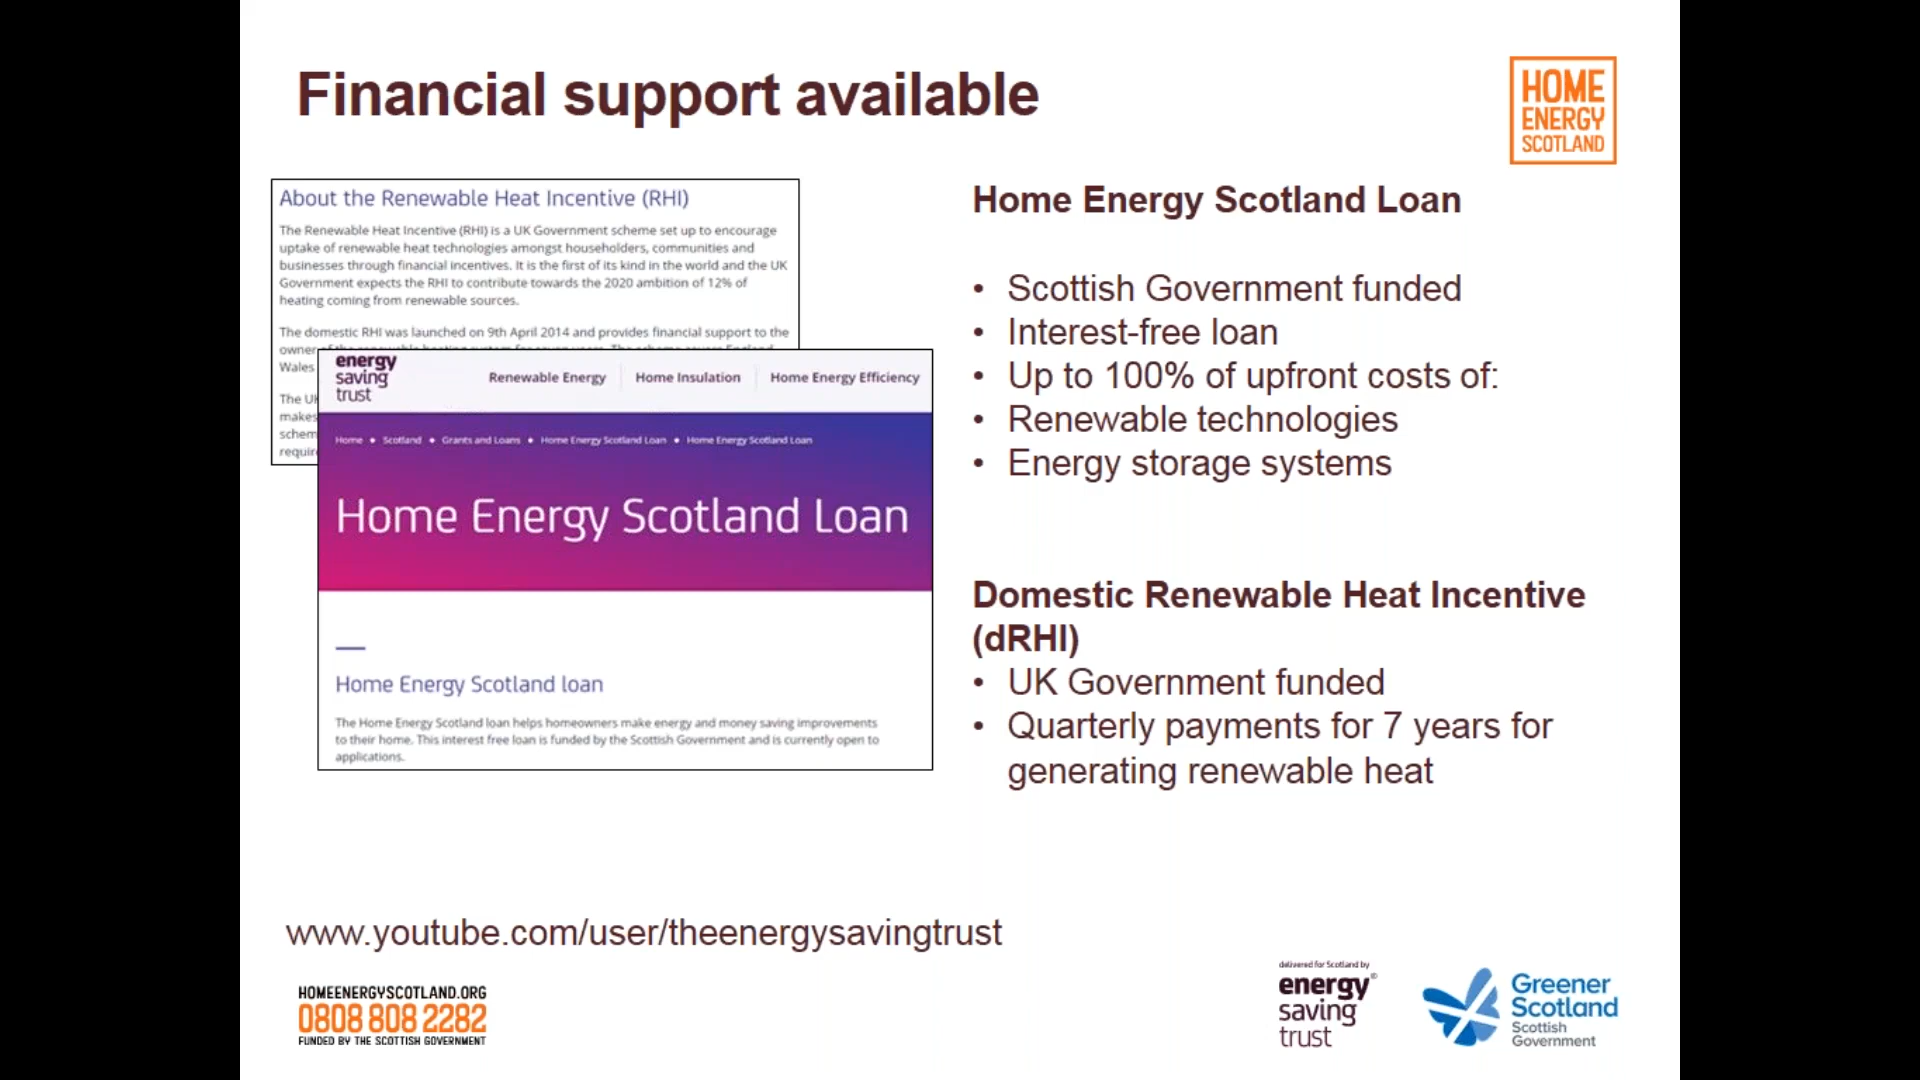 Financial support available
HOME
ENERGY
SCOTLAND
About the Renewable Heat Incentive (RHI)
The Renewable Heat Incentive (RHI) is a UK Government scheme set up to encourage
uptake of renewable heat technologies amongst householders, communities and
businesses through financial incentives. It is the first of its kind in the world and the UK
Government expects the RHI to contribute towards the 2020 ambition of 12% of
heating coming from renewable sources.
The domestic RHI was launched on 9th April 2014 and provides financial support to the
owner
Wales
The
makes
energy
saving
trust
Renewable Energy
Home Insulation
Home Energy Efficiency
Home • Scotland • Grants and Loans • Home Energy Scotland Loan • Home Energy Scotland Loan
Home Energy Scotland Loan
Home Energy Scotland loan
The Home Energy Scotland loan helps homeowners make energy and money saving improvements
to their home. This interest free loan is funded by the Scottish Government and is currently open to
applications.
Home Energy Scotland Loan
• Scottish Government funded
• Interest-free loan
• Up to 100% of upfront costs of:
• Renewable technologies
• Energy storage systems
Domestic Renewable Heat Incentive
(dRHI)
• UK Government funded
• Quarterly payments for 7 years for
generating renewable heat
www.youtube.com/user/theenergysavingtrust
HOMEENERGYSCOTLAND.ORG
0808 808 2282
FUNDED BY THE SCOTTISH GOVERNMENT
delivered for Scotland by
energy
saving
trust
Greener
Scotland
Scottish
Government